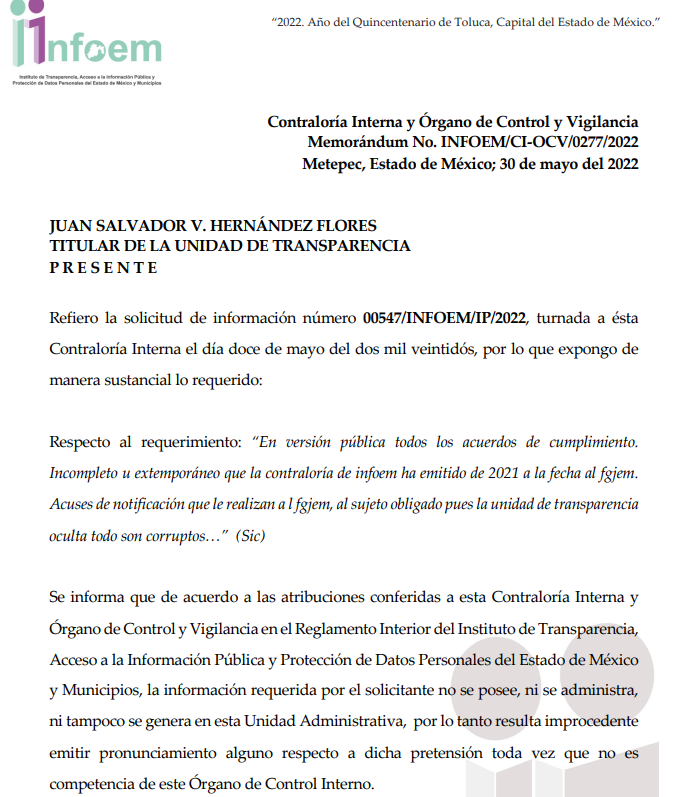 “2022. Año del Quincentenario de Toluca, Capital del Estado de México.”
infoem
Instituto de Transparencia, Acceso a la Información Pública y
Protección de Datos Personales del Estado de México y Municipios
Contraloría Interna y Órgano de Control y Vigilancia
Memorándum No. INFOEM/CI-OCV/0277/2022
Metepec, Estado de México; 30 de mayo del 2022
JUAN SALVADOR V. HERNÁNDEZ FLORES
TITULAR DE LA UNIDAD DE TRANSPARENCIA
P R E S E N T E
Refiero la solicitud de información número 00547/INFOEM/IP/2022, turnada a ésta
Contraloría Interna el día doce de mayo del dos mil veintidós, por lo que expongo de
manera sustancial lo requerido:
Respecto al requerimiento: “En versión pública todos los acuerdos de cumplimiento.
Incompleto u extemporáneo que la contraloría de infoem ha emitido de 2021 a la fecha al fgjem.
Acuses de notificación que le realizan a l fgjem, al sujeto obligado pues la unidad de transparencia
oculta todo son corruptos…” (Sic)
Se informa que de acuerdo a las atribuciones conferidas a esta Contraloría Interna y
Órgano de Control y Vigilancia en el Reglamento Interior del Instituto de Transparencia,
Acceso a la Información Pública y Protección de Datos Personales del Estado de México
y Municipios, la información requerida por el solicitante no se posee, ni se administra,
ni tampoco se genera en esta Unidad Administrativa, por lo tanto resulta improcedente
emitir pronunciamiento alguno respecto a dicha pretensión toda vez que no es
competencia de este Órgano de Control Interno.